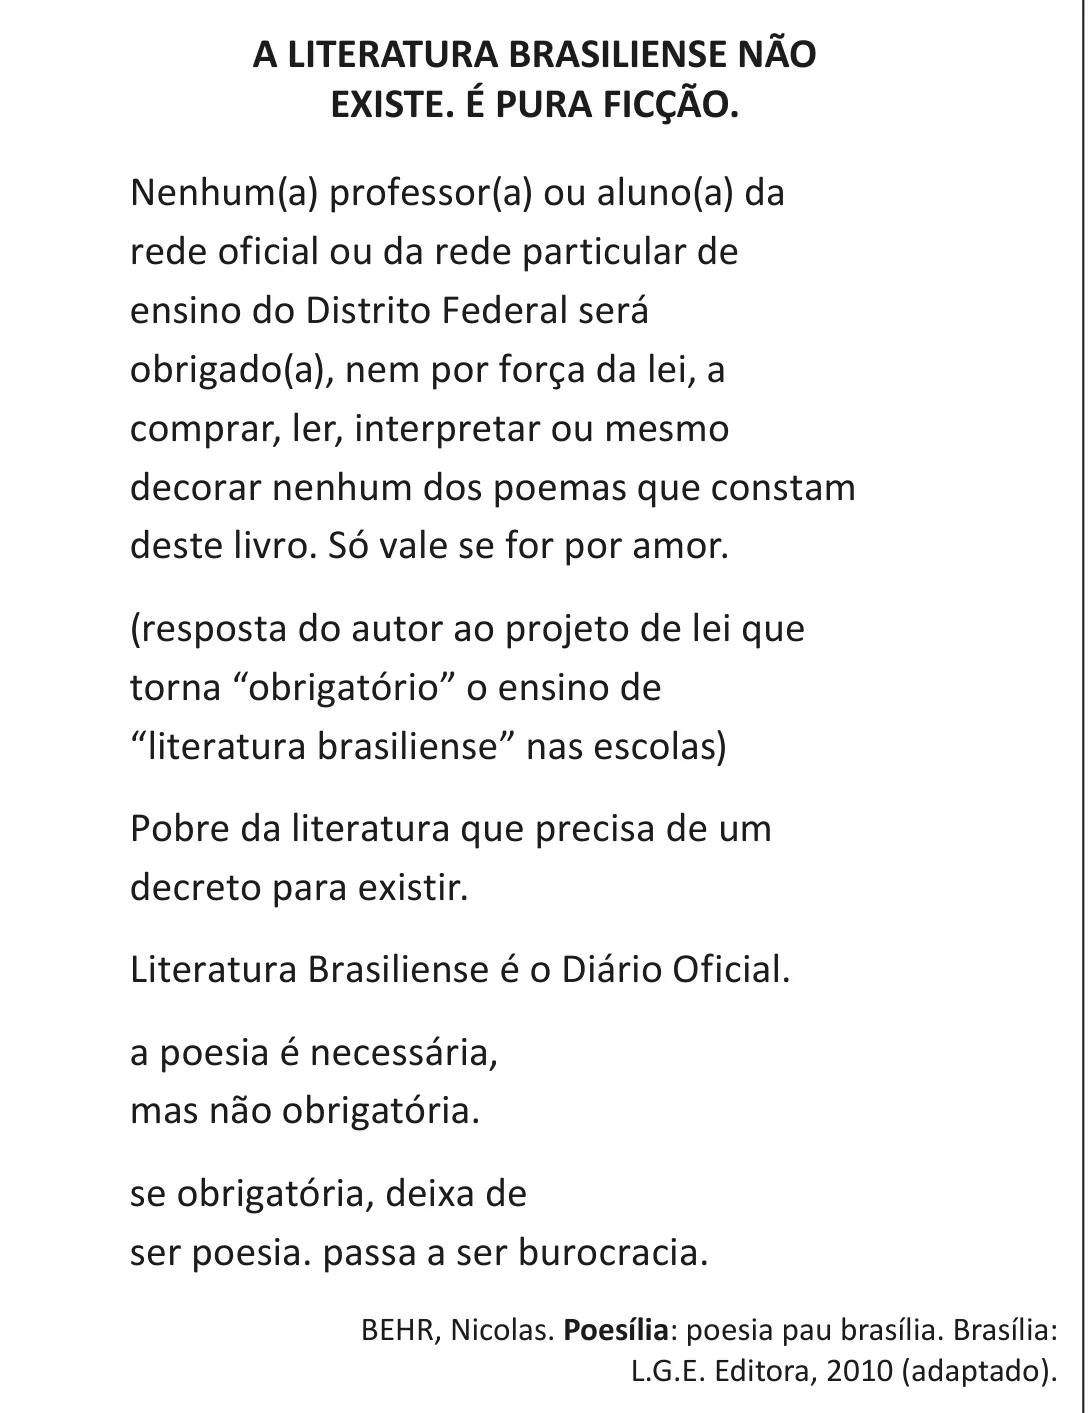 A LITERATURA BRASILIENSE NÃO
EXISTE. É PURA FICÇÃO.
Nenhum(a) professor(a) ou aluno(a) da
rede oficial ou da rede particular de
ensino do Distrito Federal será
obrigado(a), nem por força da lei, a
comprar, ler, interpretar ou mesmo
decorar nenhum dos poemas que constam
deste livro. Só vale se for por amor.
(resposta do autor ao projeto de lei que
torna “obrigatório” o ensino de
“literatura brasiliense” nas escolas)
Pobre da literatura que precisa de um
decreto para existir.
Literatura Brasiliense é o Diário Oficial.
a poesia é necessária,
mas não obrigatória.
se obrigatória, deixa de
ser poesia. passa a ser burocracia.
BEHR, Nicolas. Poesília: poesia pau brasília. Brasília:
L.G.E. Editora, 2010 (adaptado).